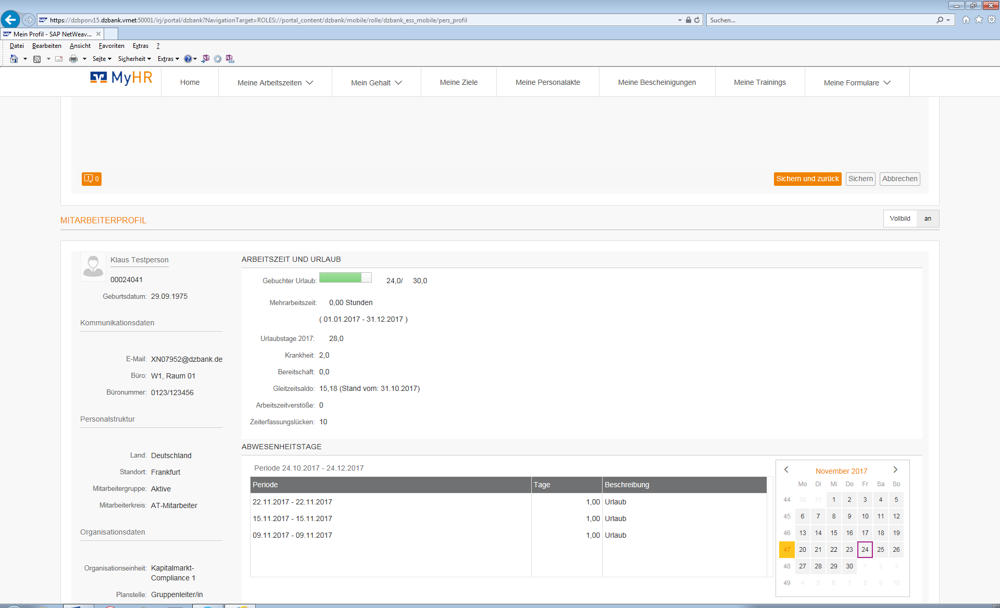 https://dzbporv15.dzbank.vrnet:50001/irj/portal/dzbank?NavigationTarget=ROLES://portal_content/dzbank/mobile/rolle/dzbank_ess_mobile/pers_profil
Suchen...
Mein Profil - SAP NetWeav...
Datei Bearbeiten Ansicht Favoriten Extras ?
Seite Sicherheit Extras
MyHR Home Meine Arbeitszeiten Mein Gehalt Meine Ziele Meine Personalakte Meine Bescheinigungen Meine Trainings Meine Formulare
0 Sichern und zurück Sichern Abbrechen
MITARBEITERPROFIL Vollbild an
Klaus Testperson
00024041
Geburtsdatum: 29.09.1975
Kommunikationsdaten
E-Mail: XN07952@dzbank.de
Büro: W1, Raum 01
Büronummer: 0123/123456
Personalstruktur
Land: Deutschland
Standort: Frankfurt
Mitarbeitergruppe: Aktive
Mitarbeiterkreis: AT-Mitarbeiter
Organisationsdaten
Organisationseinheit: Kapitalmarkt-
Compliance 1
Planstelle: Gruppenleiter/in
ARBEITSZEIT UND URLAUB
Gebuchter Urlaub: 24,0/ 30,0
Mehrarbeitszeit: 0,00 Stunden
( 01.01.2017 - 31.12.2017 )
Urlaubstage 2017: 28,0
Krankheit: 2,0
Bereitschaft: 0,0
Gleitzeitsaldo: 15,18 (Stand vom: 31.10.2017)
Arbeitszeitverstöße: 0
Zeiterfassungslücken: 10
ABWESENHEITSTAGE
Periode 24.10.2017 - 24.12.2017
Periode Tage Beschreibung
22.11.2017 - 22.11.2017 1,00 Urlaub
15.11.2017 - 15.11.2017 1,00 Urlaub
09.11.2017 - 09.11.2017 1,00 Urlaub
November 2017
Mo Di Mi Do Fr Sa So
44 30 31 1 2 3 4 5
45 6 7 8 9 10 11 12
46 13 14 15 16 17 18 19
47 20 21 22 23 24 25 26
48 27 28 29 30 1 2 3
49 4 5 6 7 8 9 10